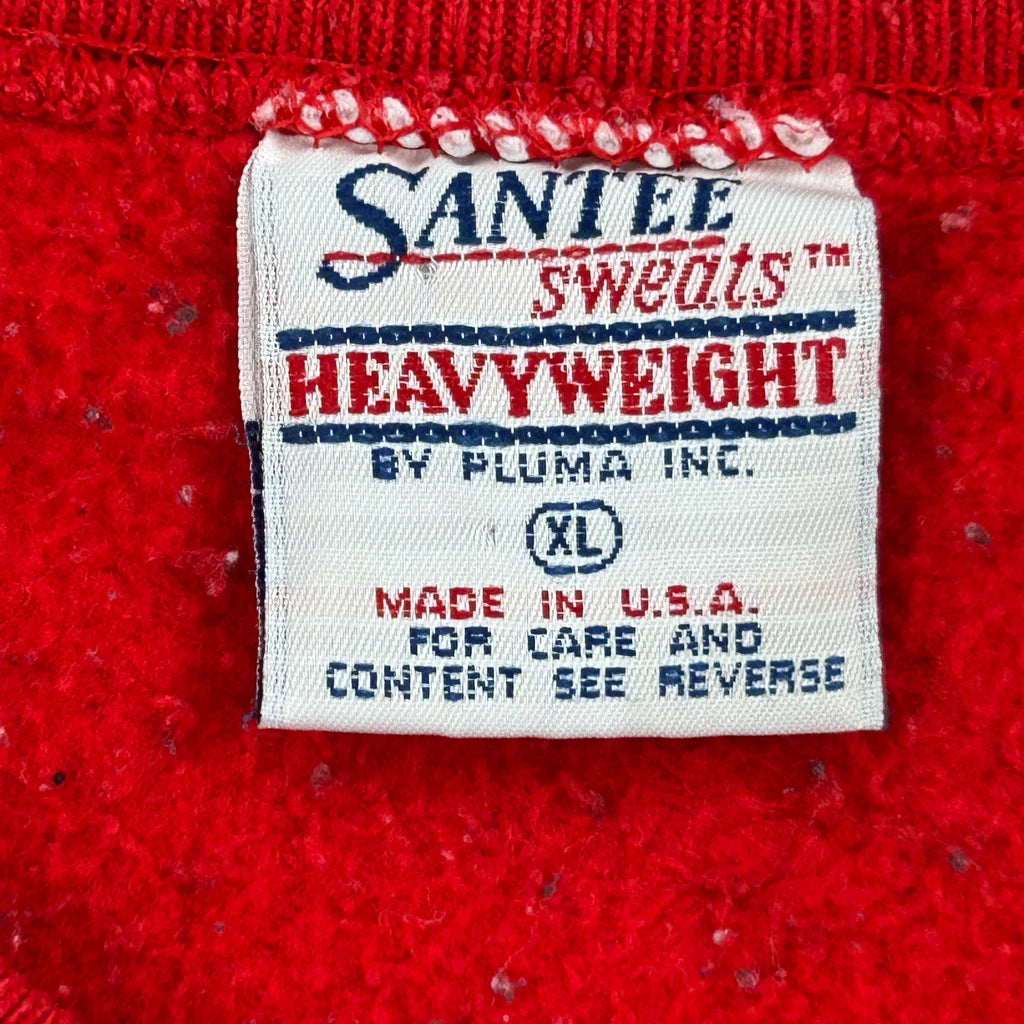 SANTEE
sweats™
HEAVYWEIGHT
BY PLUMA INC.
XL
MADE IN U.S.A.
FOR CARE AND
CONTENT SEE REVERSE